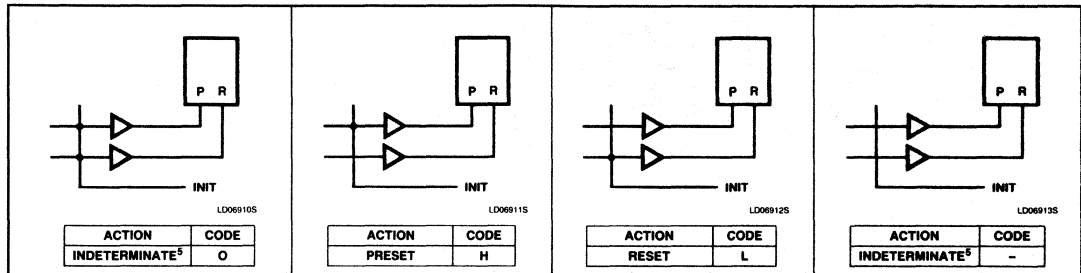 P R
INIT
LD06910S
ACTION CODE
INDETERMINATE5 O
P R
INIT
LD06911S
ACTION CODE
PRESET H
P R
INIT
LD06912S
ACTION CODE
RESET L
P R
INIT
LD06913S
ACTION CODE
INDETERMINATE5 –